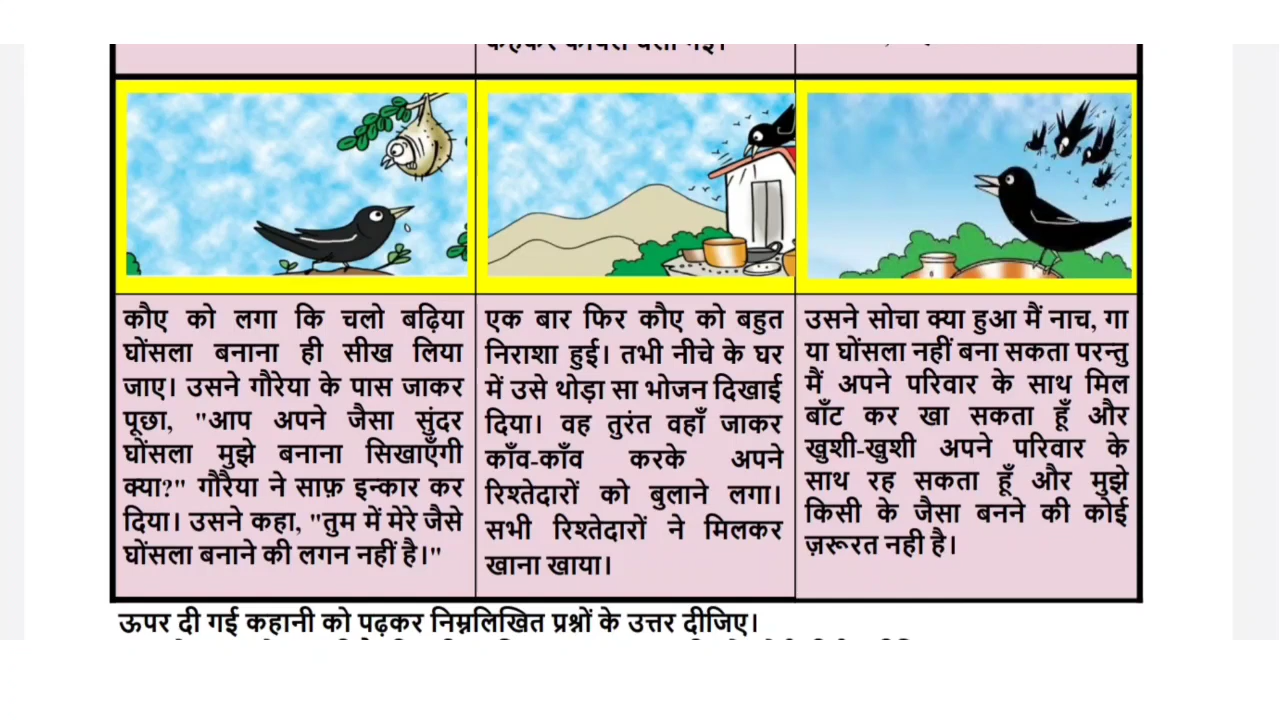 कौए को लगा कि चलो बढ़िया
घोंसला बनाना ही सीख लिया
जाए। उसने गौरेया के पास जाकर
पूछा, "आप अपने जैसा सुंदर
घोंसला मुझे बनाना सिखाएँगी
क्या?" गौरैया ने साफ़ इन्कार कर
दिया। उसने कहा, "तुम में मेरे जैसे
घोंसला बनाने की लगन नहीं है।"
एक बार फिर कौए को बहुत
निराशा हुई। तभी नीचे के घर
में उसे थोड़ा सा भोजन दिखाई
दिया। वह तुरंत वहाँ जाकर
काँव-काँव करके अपने
रिश्तेदारों को बुलाने लगा।
सभी रिश्तेदारों ने मिलकर
खाना खाया।
उसने सोचा क्या हुआ मैं नाच, गा
या घोंसला नहीं बना सकता परन्तु
मैं अपने परिवार के साथ मिल
बाँट कर खा सकता हूँ और
खुशी-खुशी अपने परिवार के
साथ रह सकता हूँ और मुझे
किसी के जैसा बनने की कोई
ज़रूरत नही है।
ऊपर दी गई कहानी को पढ़कर निम्नलिखित प्रश्नों के उत्तर दीजिए।